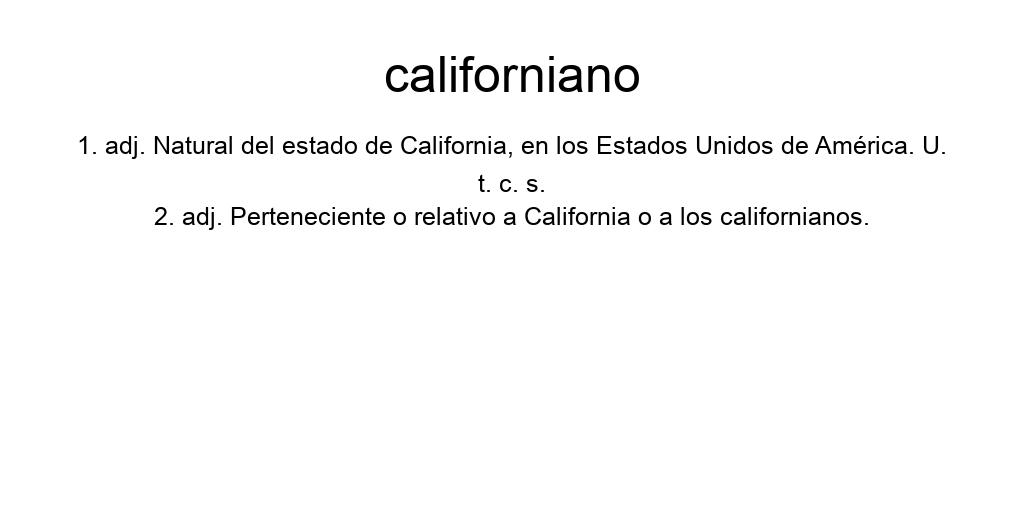 californiano
1. adj. Natural del estado de California, en los Estados Unidos de América. U.
t. c. s.
2. adj. Perteneciente o relativo a California o a los californianos.